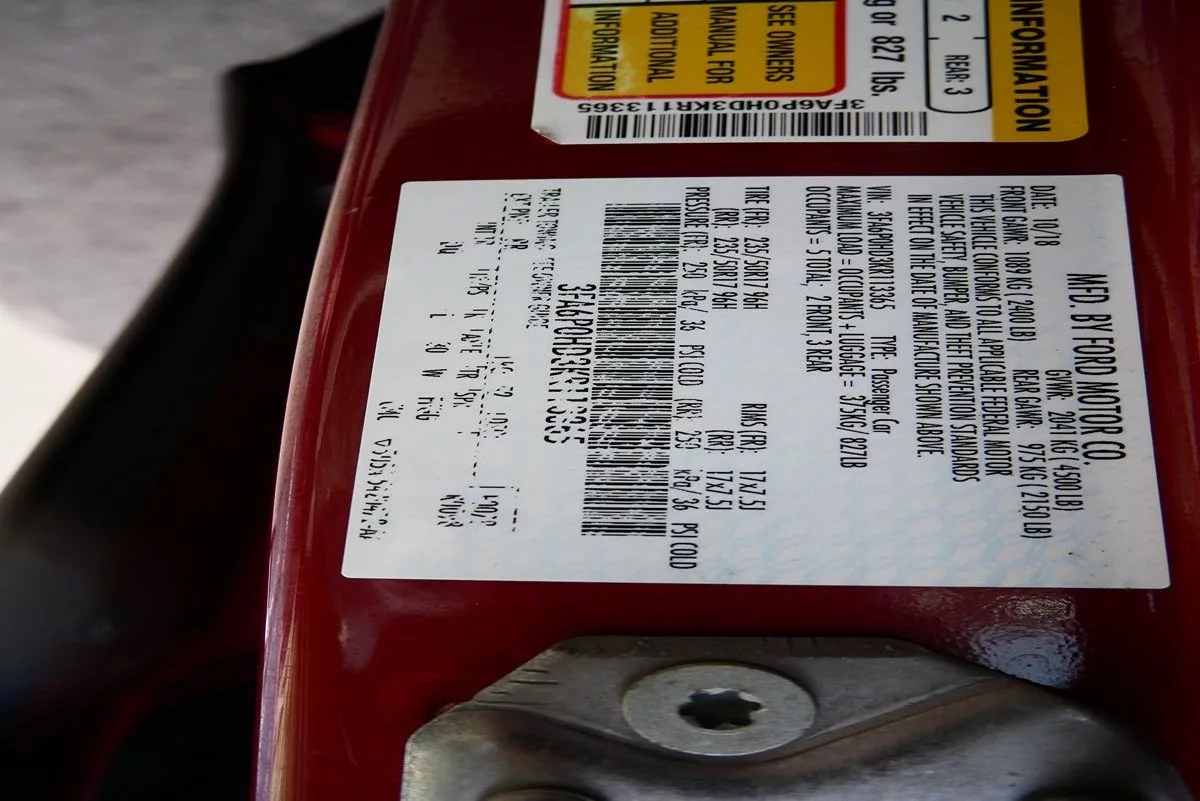 INFORMATION
2 REAR: 3
g or 827 lbs.
SEE OWNERS
MANUAL FOR
ADDITIONAL
INFORMATION
3FA6P0HD3KR113365
MFD. BY FORD MOTOR CO.
DATE: 10/18 GVWR: 2041 KG (4500 LB)
FRONT GAWR: 1089 KG (2400 LB) REAR GAWR: 975 KG (2150 LB)
THIS VEHICLE CONFORMS TO ALL APPLICABLE FEDERAL MOTOR
VEHICLE SAFETY, BUMPER, AND THEFT PREVENTION STANDARDS
IN EFFECT ON THE DATE OF MANUFACTURE SHOWN ABOVE.
VIN: 3FA6P0HD3KR113365 TYPE: Passenger Car
MAXIMUM LOAD = OCCUPANTS + LUGGAGE = 375KG/ 827LB
OCCUPANTS = 5 TOTAL, 2 FRONT, 3 REAR
TIRE (FR): 235/50R17 96H RIMS (FR): 17x7.5J
(RR): 235/50R17 96H (RR): 17x7.5J
PRESSURE (FR): 250 kPa/ 36 PSI COLD (RR): 250 kPa/ 36 PSI COLD
3FA6P0HD3KR113365